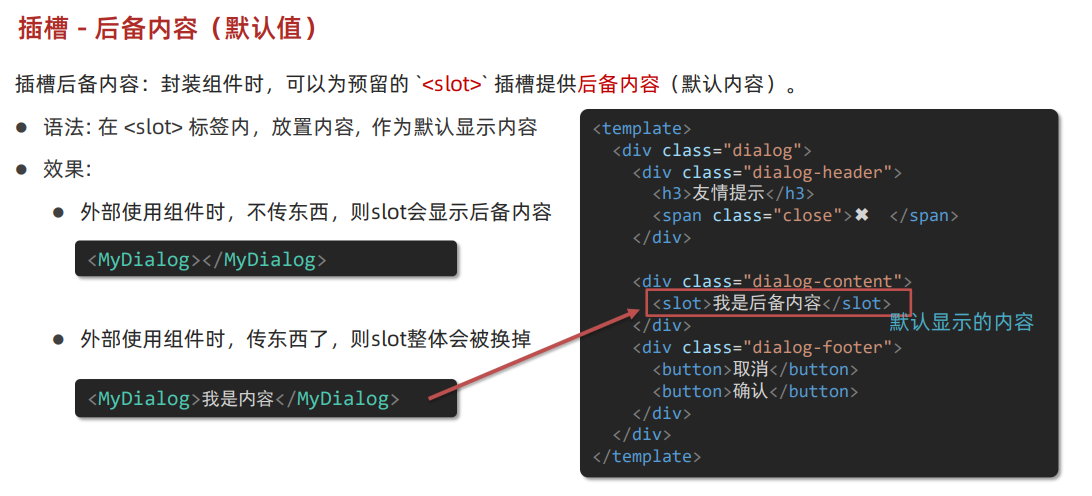 插槽 - 后备内容（默认值）
插槽后备内容：封装组件时，可以为预留的 `<slot>` 插槽提供后备内容（默认内容）。
● 语法: 在 <slot> 标签内，放置内容, 作为默认显示内容
● 效果:
● 外部使用组件时，不传东西，则slot会显示后备内容
<MyDialog></MyDialog>
● 外部使用组件时，传东西了，则slot整体会被换掉
<MyDialog>我是内容</MyDialog>
<template>
  <div class="dialog">
    <div class="dialog-header">
      <h3>友情提示</h3>
      <span class="close">✖ </span>
    </div>

    <div class="dialog-content">
      <slot>我是后备内容</slot>
默认显示的内容
    </div>
    <div class="dialog-footer">
      <button>取消</button>
      <button>确认</button>
    </div>
  </div>
</template>